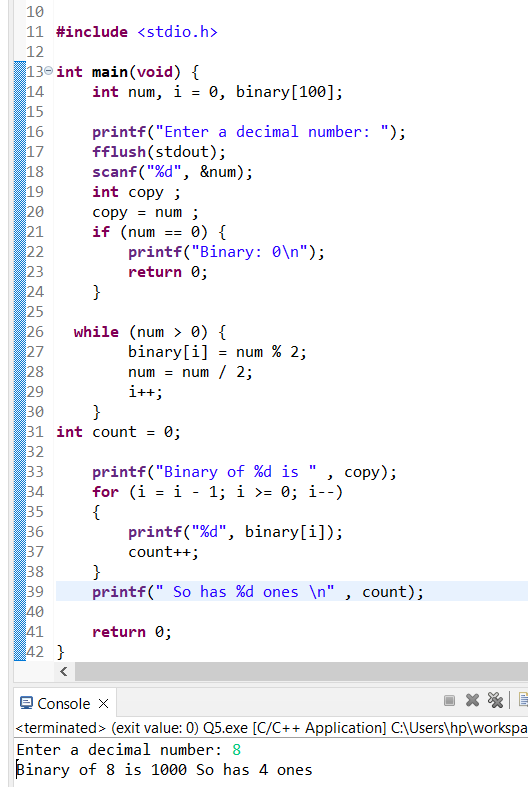 10
11 #include <stdio.h>
12
13 int main(void) {
14     int num, i = 0, binary[100];
15
16     printf("Enter a decimal number: ");
17     fflush(stdout);
18     scanf("%d", &num);
19     int copy ;
20     copy = num ;
21     if (num == 0) {
22         printf("Binary: 0\n");
23         return 0;
24     }
25
26   while (num > 0) {
27         binary[i] = num % 2;
28         num = num / 2;
29         i++;
30     }
31 int count = 0;
32
33     printf("Binary of %d is " , copy);
34     for (i = i - 1; i >= 0; i--)
35     {
36         printf("%d", binary[i]);
37         count++;
38     }
39     printf(" So has %d ones \n" , count);
40
41     return 0;
42 }
Console
<terminated> (exit value: 0) Q5.exe [C/C++ Application] C:\Users\hp\workspa
Enter a decimal number: 8
Binary of 8 is 1000 So has 4 ones